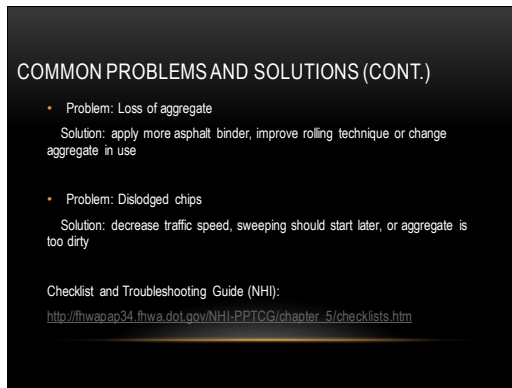 COMMON PROBLEMS AND SOLUTIONS (CONT.)
• Problem: Loss of aggregate
Solution: apply more asphalt binder, improve rolling technique or change
aggregate in use
• Problem: Dislodged chips
Solution: decrease traffic speed, sweeping should start later, or aggregate is
too dirty
Checklist and Troubleshooting Guide (NHI):
http://fhwapap34.fhwa.dot.gov/NHI-PPTCG/chapter_5/checklists.htm